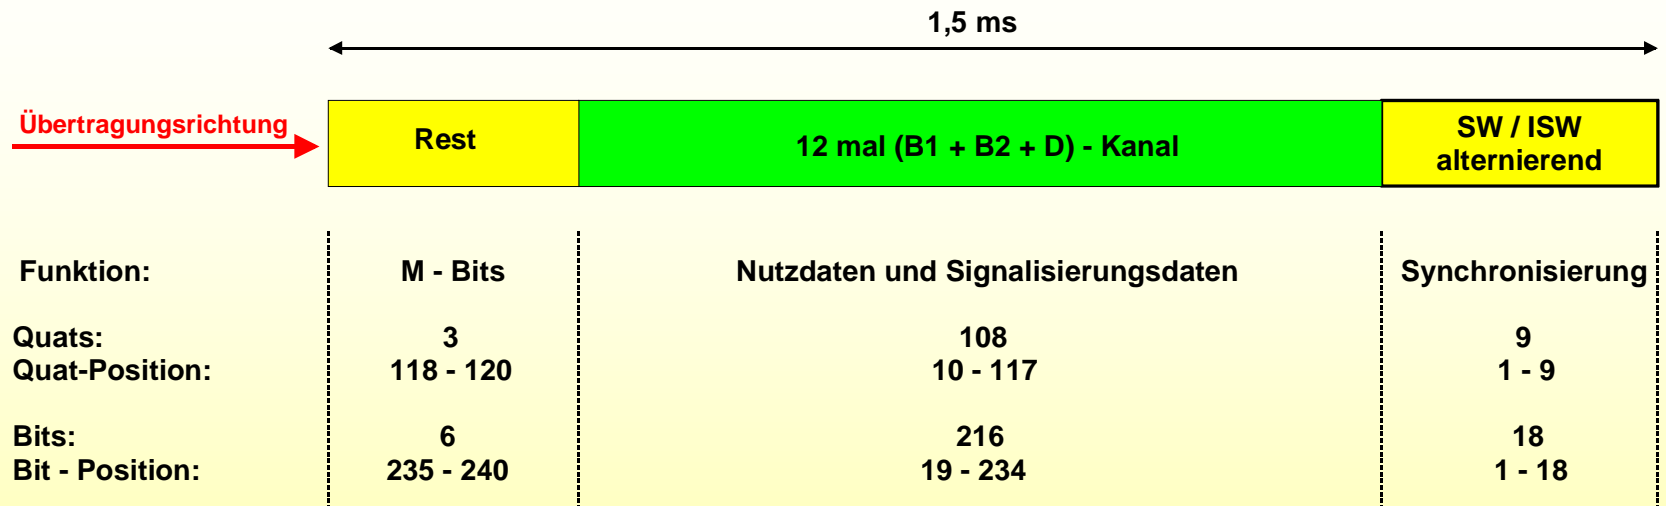 1,5 ms
Übertragungsrichtung
Rest
12 mal (B1 + B2 + D) - Kanal
SW / ISW
alternierend
Funktion: M - Bits Nutzdaten und Signalisierungsdaten Synchronisierung
Quats: 3 108 9
Quat-Position: 118 - 120 10 - 117 1 - 9
Bits: 6 216 18
Bit - Position: 235 - 240 19 - 234 1 - 18